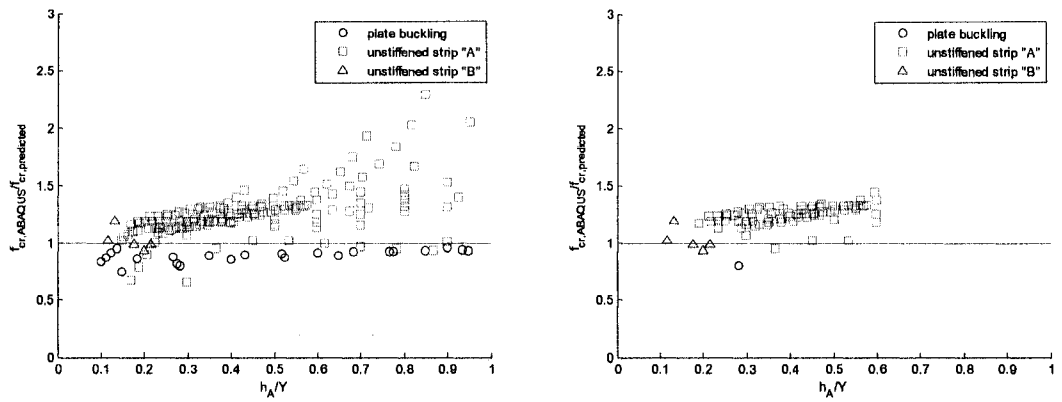 3
2.5
2
1.5
1
0.5
0
0 0.1 0.2 0.3 0.4 0.5 0.6 0.7 0.8 0.9 1
h_A/Y
f_cr,ABAQUS/f_cr,predicted
plate buckling
unstiffened strip "A"
unstiffened strip "B"
3
2.5
2
1.5
1
0.5
0
0 0.1 0.2 0.3 0.4 0.5 0.6 0.7 0.8 0.9 1
h_A/Y
f_cr,ABAQUS/f_cr,predicted
plate buckling
unstiffened strip "A"
unstiffened strip "B"